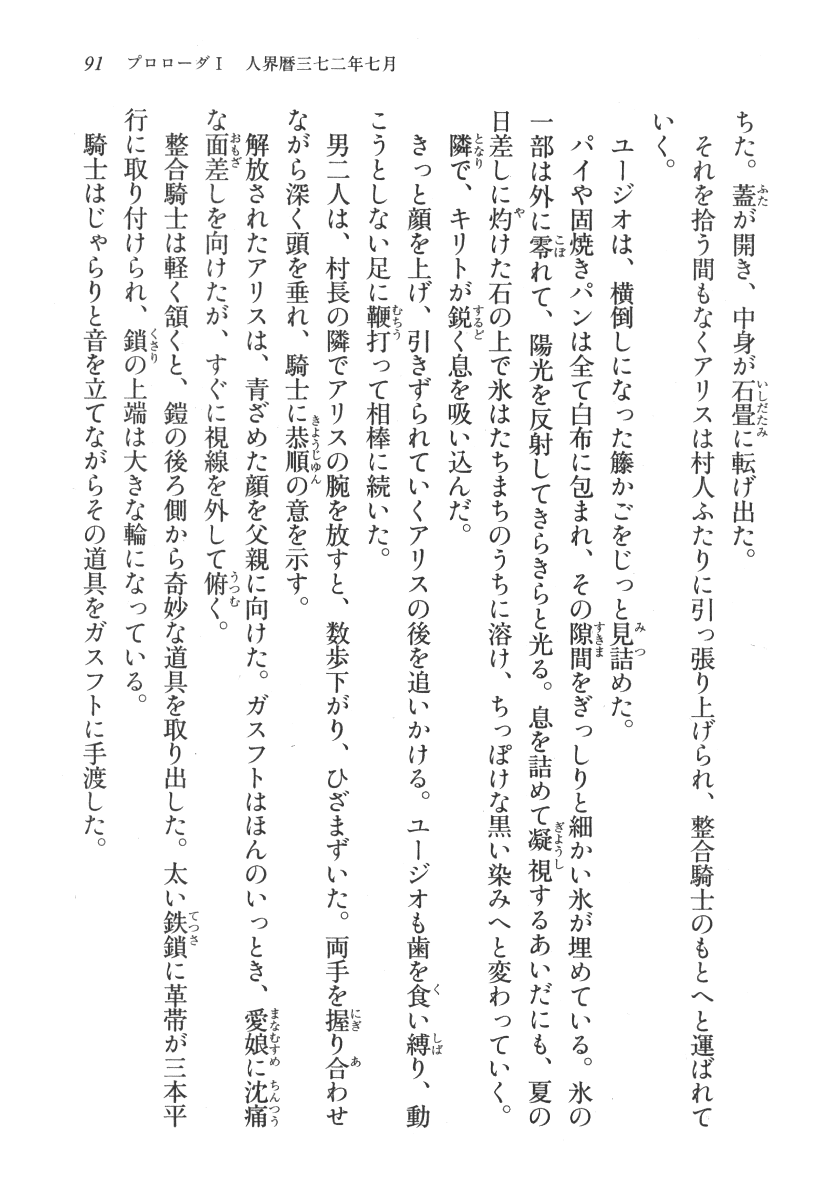 91 プロローグⅠ 人界暦三七二年七月
ちた。蓋が開き、中身が石畳に転げ出た。
それを拾う間もなくアリスは村人ふたりに引っ張り上げられ、整合騎士のもとへと運ばれて
いく。
ユージオは、横倒しになった籐かごをじっと見詰めた。
パイや固焼きパンは全て白布に包まれ、その隙間をぎっしりと細かい氷が埋めている。氷の
一部は外に零れて、陽光を反射してきらきらと光る。息を詰めて凝視するあいだにも、夏の
日差しに灼けた石の上で氷はたちまちのうちに溶け、ちっぽけな黒い染みへと変わっていく。
隣で、キリトが鋭く息を吸い込んだ。
きっと顔を上げ、引きずられていくアリスの後を追いかける。ユージオも歯を食い縛り、動
こうとしない足に鞭打って相棒に続いた。
男二人は、村長の隣でアリスの腕を放すと、数歩下がり、ひざまずいた。両手を握り合わせ
ながら深く頭を垂れ、騎士に恭順の意を示す。
解放されたアリスは、青ざめた顔を父親に向けた。ガスフトはほんのいっとき、愛娘に沈痛
な面差しを向けたが、すぐに視線を外して俯く。
整合騎士は軽く頷くと、鎧の後ろ側から奇妙な道具を取り出した。太い鉄鎖に革帯が三本平
行に取り付けられ、鎖の上端は大きな輪になっている。
騎士はじゃらりと音を立てながらその道具をガスフトに手渡した。